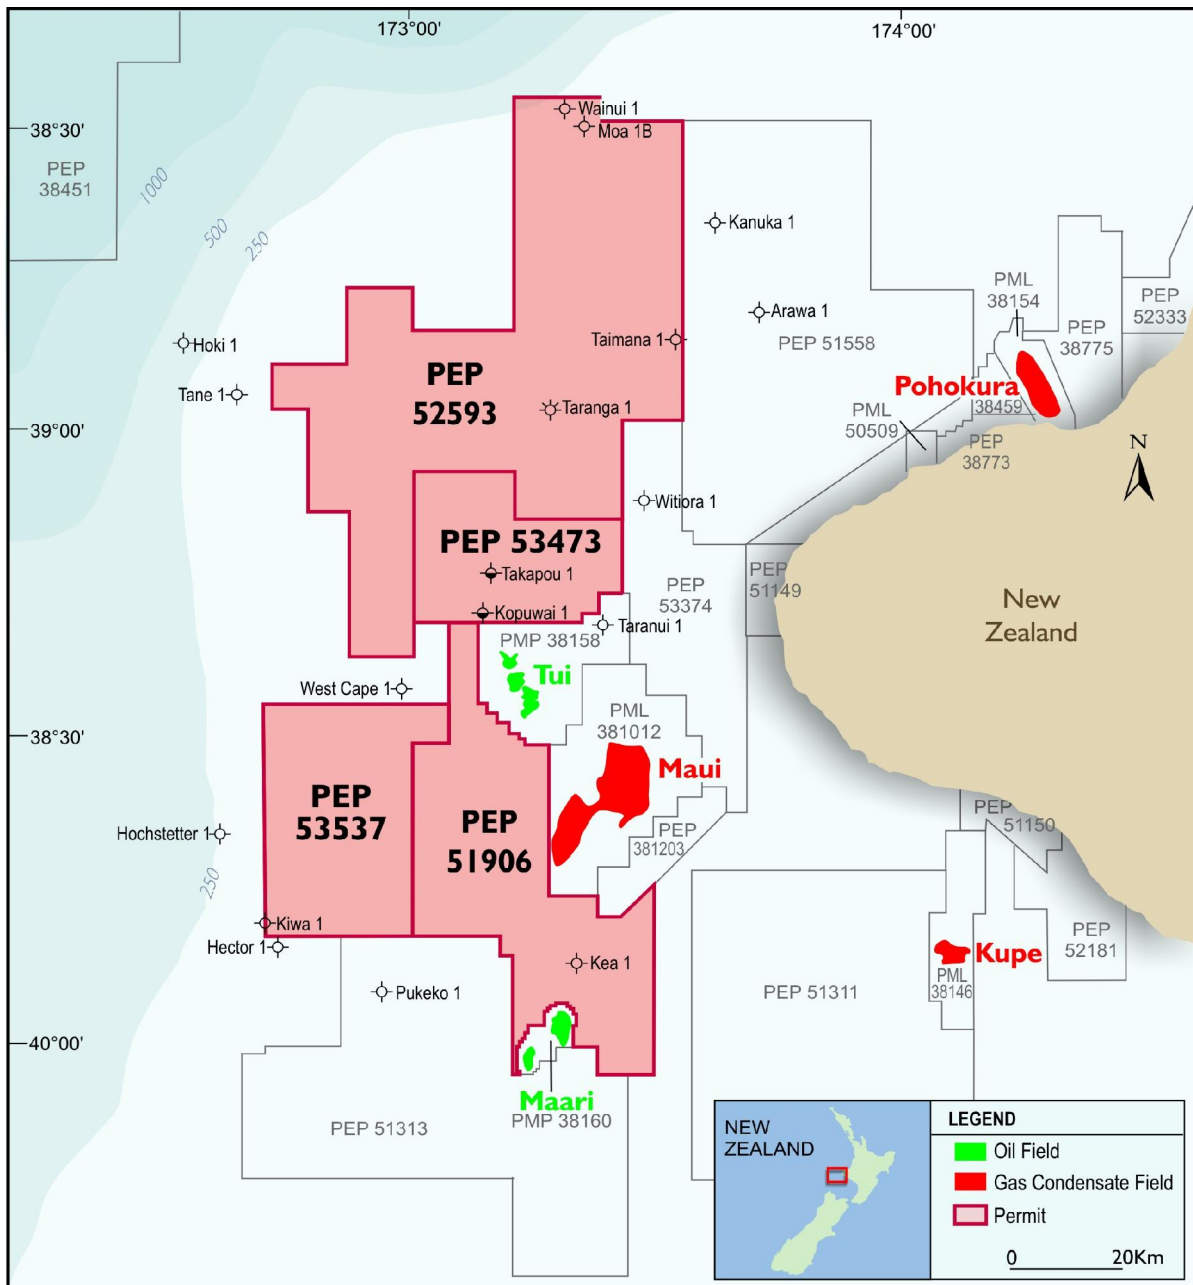 173°00'
174°00'
38°30'
Wainui 1
Moa 1B
PEP
38451
1000
500
250
Kanuka 1
PML
38154
PEP
52333
Arawa 1
PEP 51558
PEP
38775
Hoki 1
Taimana 1
Tane 1
PEP
52593
Taranga 1
Pohokura
38459
PML
50509
PEP
38773
39°00'
N
Witiora 1
PEP 53473
Takapou 1
PEP
53374
PEP
51149
Kopuwai 1
Taranui 1
PMP 38158
New
Zealand
Tui
West Cape 1
PML
381012
38°30'
Maui
PEP
53537
PEP
51906
PEP
381203
PEP
51150
Hochstetter 1
250
Kiwa 1
Hector 1
Kea 1
Pukeko 1
PEP 51311
Kupe
PML
38146
PEP
52181
40°00'
Maari
PMP 38160
PEP 51313
NEW
ZEALAND
LEGEND
Oil Field
Gas Condensate Field
Permit
0 20Km